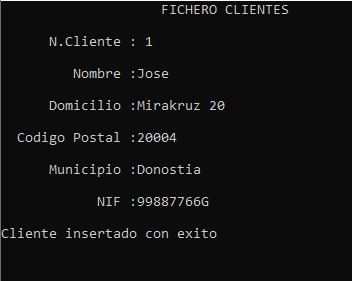 FICHERO CLIENTES
N.Cliente : 1
Nombre :Jose
Domicilio :Mirakruz 20
Codigo Postal :20004
Municipio :Donostia
NIF :99887766G
Cliente insertado con exito